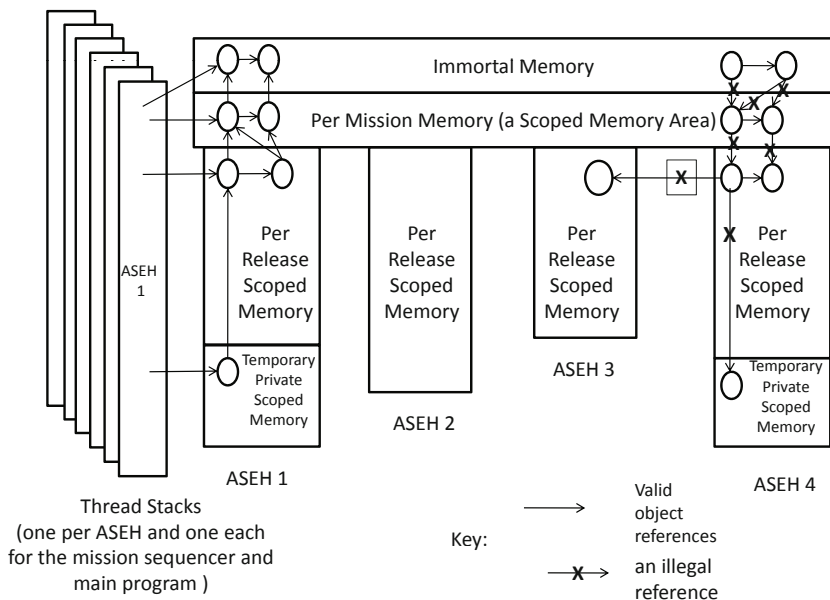 Immortal Memory
X
X
X
Per Mission Memory (a Scoped Memory Area)
X
X
X
ASEH
1
Per
Release
Scoped
Memory
Per
Release
Scoped
Memory
Per
Release
Scoped
Memory
X
Per
Release
Scoped
Memory
Temporary
Private
Scoped
Memory
Temporary
Private
Scoped
Memory
ASEH 1
ASEH 2
ASEH 3
ASEH 4
Thread Stacks
(one per ASEH and one each
for the mission sequencer and
main program )
Key:
Valid
object
references
X
an illegal
reference